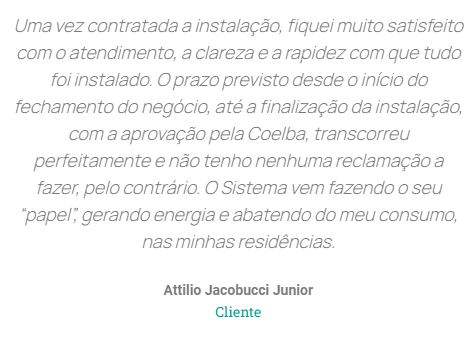 Uma vez contratada a instalação, fiquei muito satisfeito
com o atendimento, a clareza e a rapidez com que tudo
foi instalado. O prazo previsto desde o início do
fechamento do negócio, até a finalização da instalação,
com a aprovação pela Coelba, transcorreu
perfeitamente e não tenho nenhuma reclamação a
fazer, pelo contrário. O Sistema vem fazendo o seu
“papel”, gerando energia e abatendo do meu consumo,
nas minhas residências.
Attilio Jacobucci Junior
Cliente